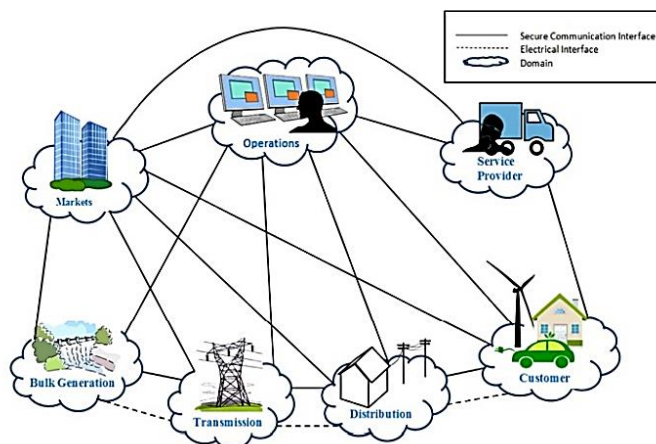 Secure Communication Interface
Electrical Interface
Domain
Operations
Service
Provider
Markets
Bulk Generation
Transmission
Distribution
Customer